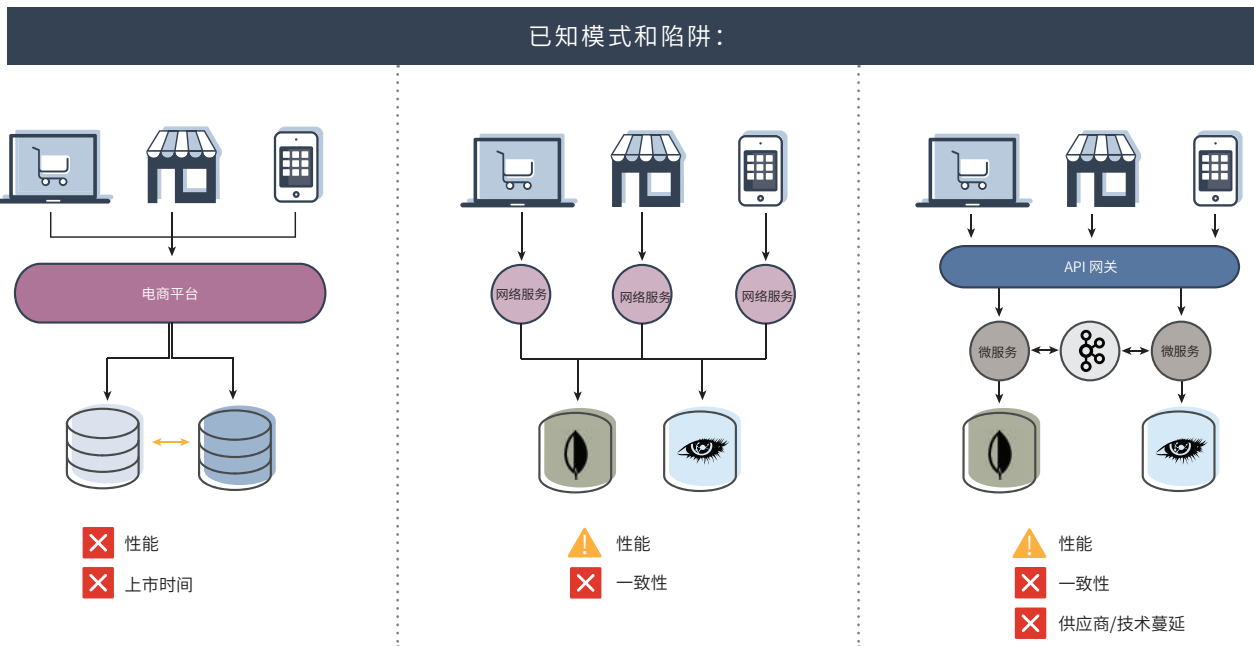 已知模式和陷阱：
电商平台
性能
上市时间
网络服务
网络服务
网络服务
性能
一致性
API 网关
微服务
微服务
性能
一致性
供应商/技术蔓延